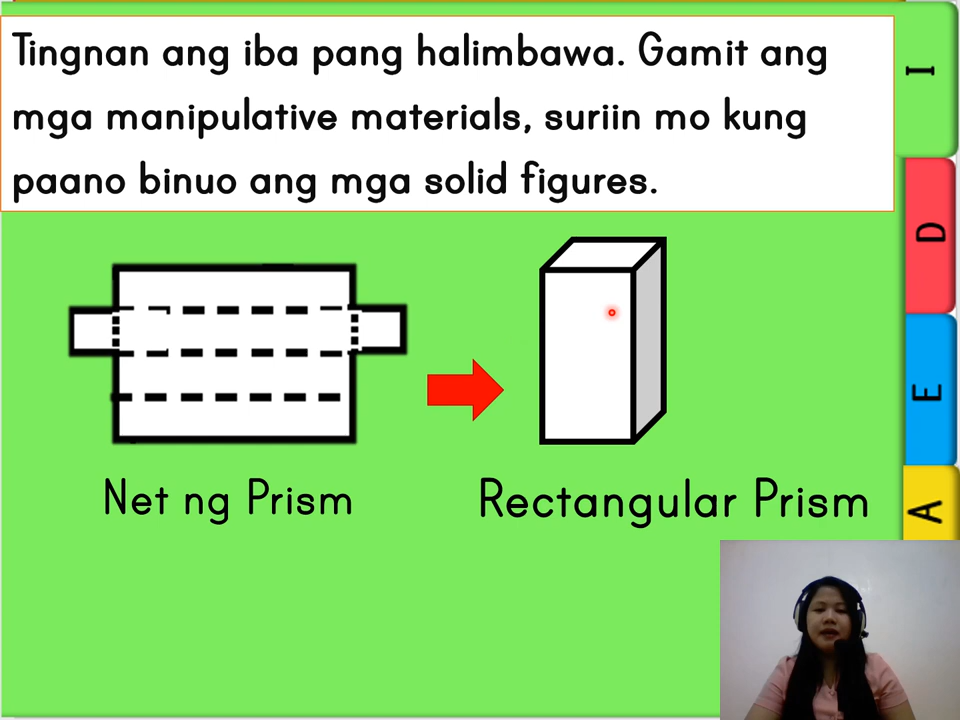 Tingnan ang iba pang halimbawa. Gamit ang
mga manipulative materials, suriin mo kung
paano binuo ang mga solid figures.
Net ng Prism
Rectangular Prism
I
D
E
A